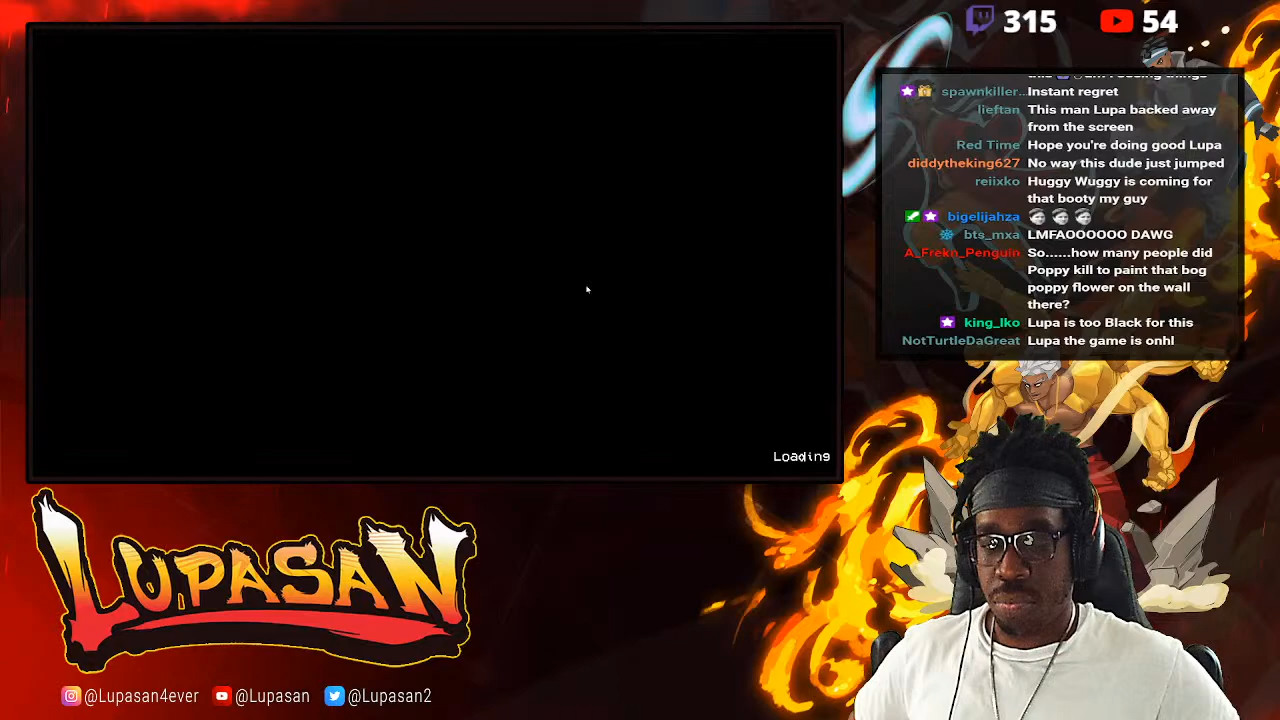 315
54
spawnkiller... Instant regret
lieftan This man Lupa backed away
from the screen
Red Time Hope you're doing good Lupa
diddytheking627 No way this dude just jumped
reiixko Huggy Wuggy is coming for
that booty my guy
bigelijahza
bts_mxa LMFAOOOOOO DAWG
A_Frekn_Penguin So......how many people did
Poppy kill to paint that bog
poppy flower on the wall
there?
king_lko Lupa is too Black for this
NotTurtleDaGreat Lupa the game is onhl
Loading
LUPASAN
@Lupasan4ever @Lupasan @Lupasan2